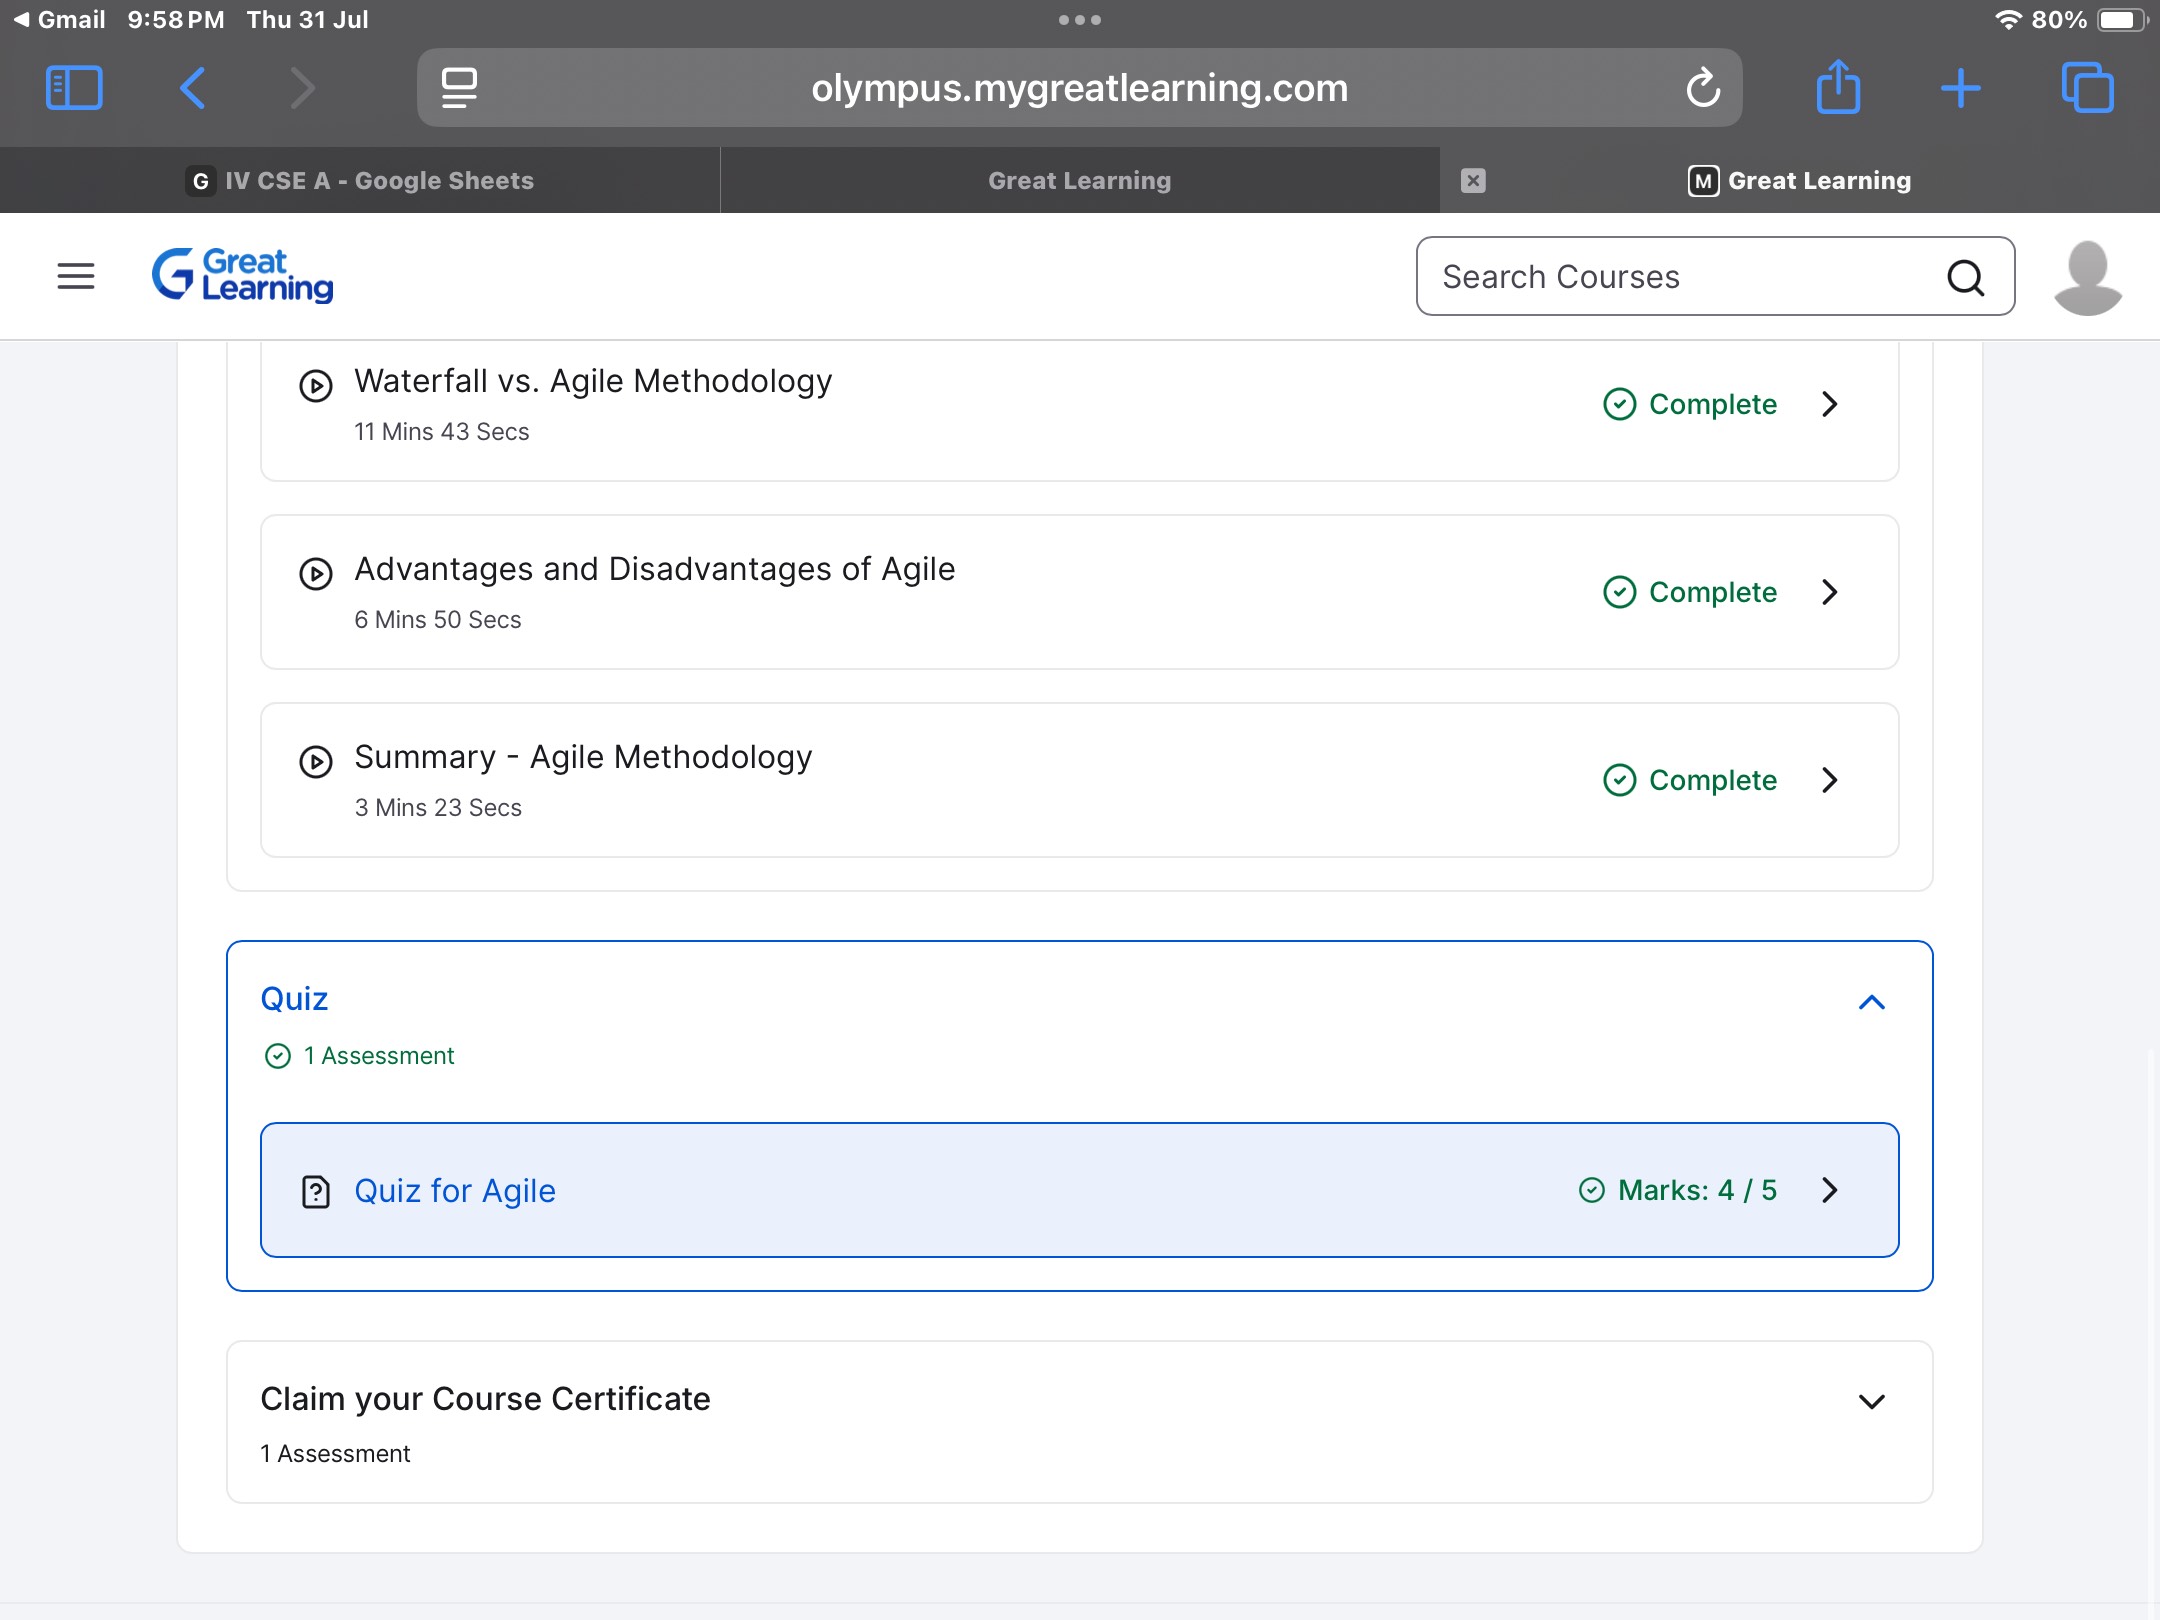 Gmail 9:58 PM Thu 31 Jul 80%
olympus.mygreatlearning.com
G IV CSE A - Google Sheets Great Learning M Great Learning
Great Learning
Search Courses
Waterfall vs. Agile Methodology
11 Mins 43 Secs
Complete
Advantages and Disadvantages of Agile
6 Mins 50 Secs
Complete
Summary - Agile Methodology
3 Mins 23 Secs
Complete
Quiz
1 Assessment
Quiz for Agile
Marks: 4 / 5
Claim your Course Certificate
1 Assessment